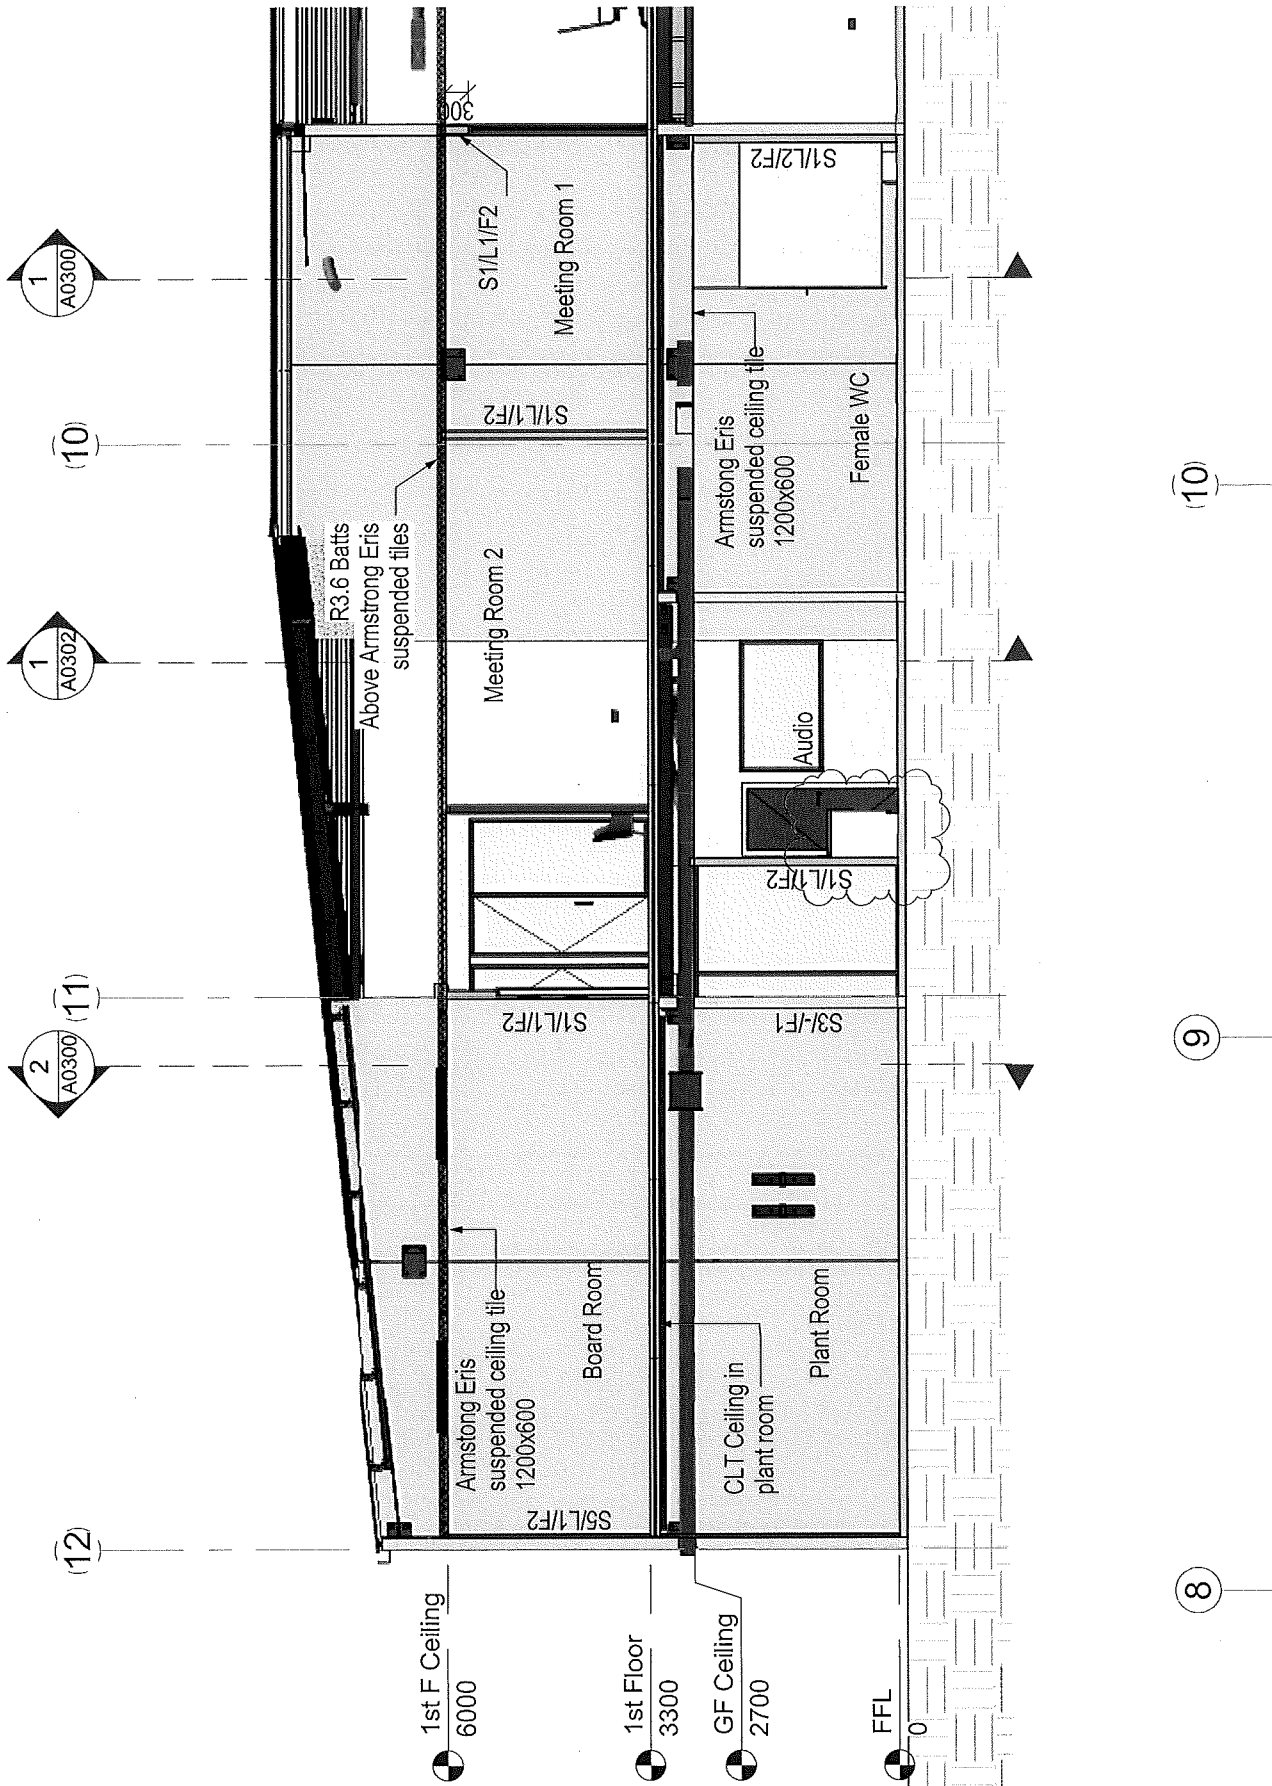 (12)
2
A0300
(11)
1
A0302
(10)
1
A0300
R3.6 Batts
Above Armstrong Eris
suspended tiles
300
1st F Ceiling
6000
Armstong Eris
suspended ceiling tile
1200x600
S5/L1/F2
Board Room
S1/L1/F2
Meeting Room 2
S1/L1/F2
S1/L1/F2
Meeting Room 1
1st Floor
3300
GF Ceiling
2700
CLT Ceiling in
plant room
Plant Room
S3/-/F1
S1/L1/F2
Audio
Armstong Eris
suspended ceiling tile
1200x600
Female WC
S1/L2/F2
FFL
0
8
9
(10)